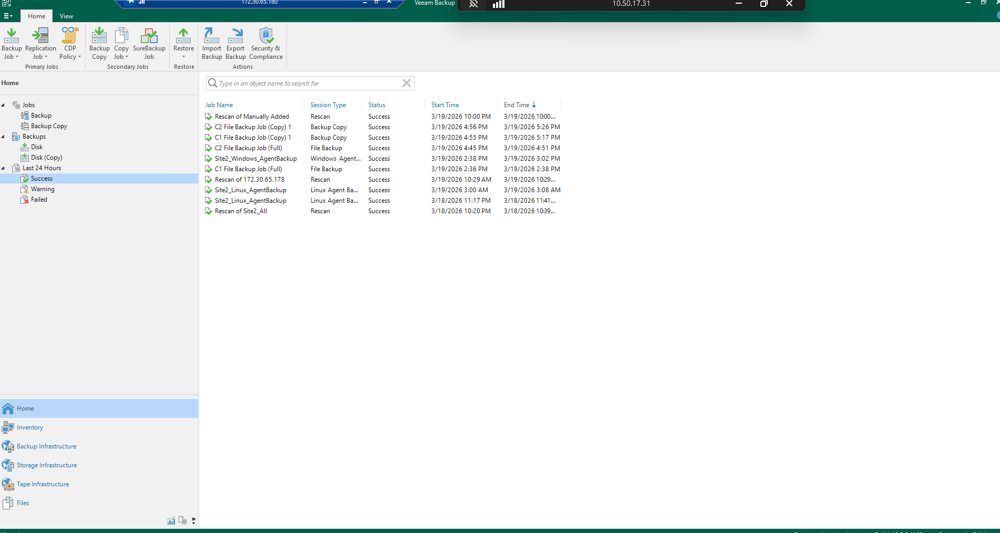 172.30.65.180
Veeam Backup
10.50.17.31
Home
View
Backup Job
Replication Job
CDP Policy
Backup Copy
Copy Job
SureBackup Job
Restore
Import Backup
Export Backup
Security & Compliance
Primary Jobs
Secondary Jobs
Restore
Actions
Home
Type in an object name to search for
Jobs
Backup
Backup Copy
Backups
Disk
Disk (Copy)
Last 24 Hours
Success
Warning
Failed
Job Name Session Type Status Start Time End Time
Rescan of Manually Added Rescan Success 3/19/2026 10:00 PM 3/19/2026 10:00...
C2 File Backup Job (Copy) 1 Backup Copy Success 3/19/2026 4:56 PM 3/19/2026 5:26 PM
C1 File Backup Job (Copy) 1 Backup Copy Success 3/19/2026 4:55 PM 3/19/2026 5:17 PM
C2 File Backup Job (Full) File Backup Success 3/19/2026 4:45 PM 3/19/2026 4:51 PM
Site2_Windows_AgentBackup Windows Agent... Success 3/19/2026 2:38 PM 3/19/2026 3:02 PM
C1 File Backup Job (Full) File Backup Success 3/19/2026 2:36 PM 3/19/2026 2:38 PM
Rescan of 172.30.65.178 Rescan Success 3/19/2026 10:29 AM 3/19/2026 10:29...
Site2_Linux_AgentBackup Linux Agent Ba... Success 3/19/2026 3:00 AM 3/19/2026 3:08 AM
Site2_Linux_AgentBackup Linux Agent Ba... Success 3/18/2026 11:17 PM 3/18/2026 11:41...
Rescan of Site2_All Rescan Success 3/18/2026 10:20 PM 3/18/2026 10:39...
Home
Inventory
Backup Infrastructure
Storage Infrastructure
Tape Infrastructure
Files